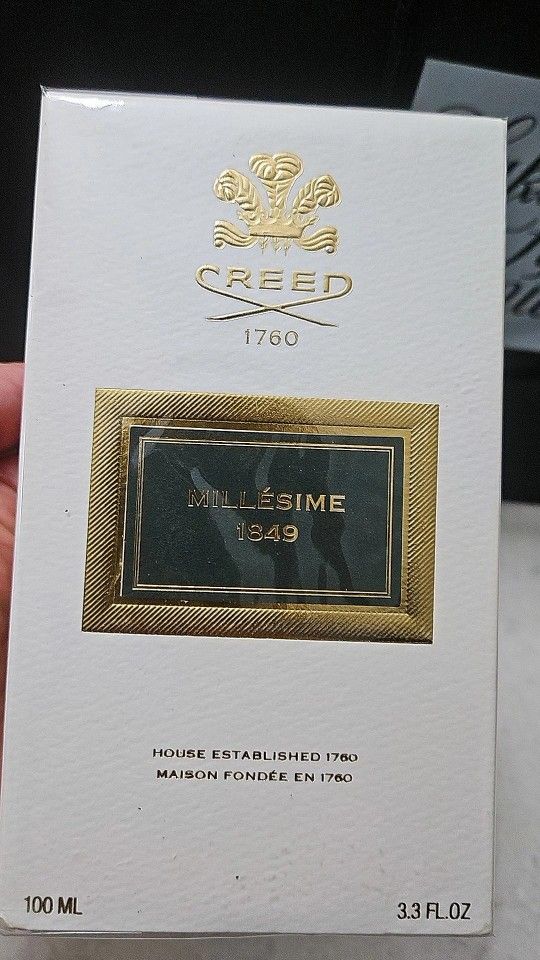 CREED
1760
MILLÉSIME
1849
HOUSE ESTABLISHED 1760
MAISON FONDÉE EN 1760
100 ML
3.3 FL.OZ